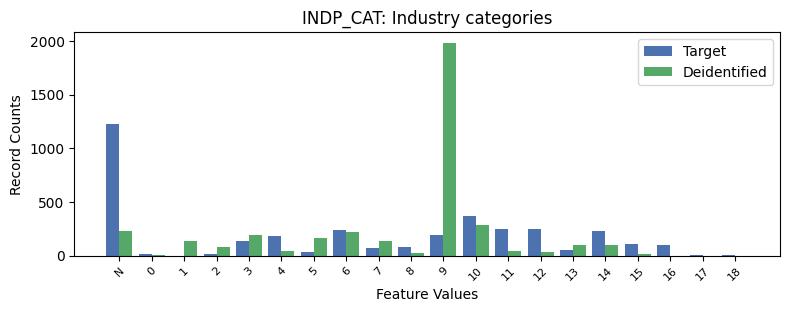 INDP_CAT: Industry categories
Target
Deidentified
2000
1500
1000
500
0
Record Counts
N 0 1 2 3 4 5 6 7 8 9 10 11 12 13 14 15 16 17 18
Feature Values